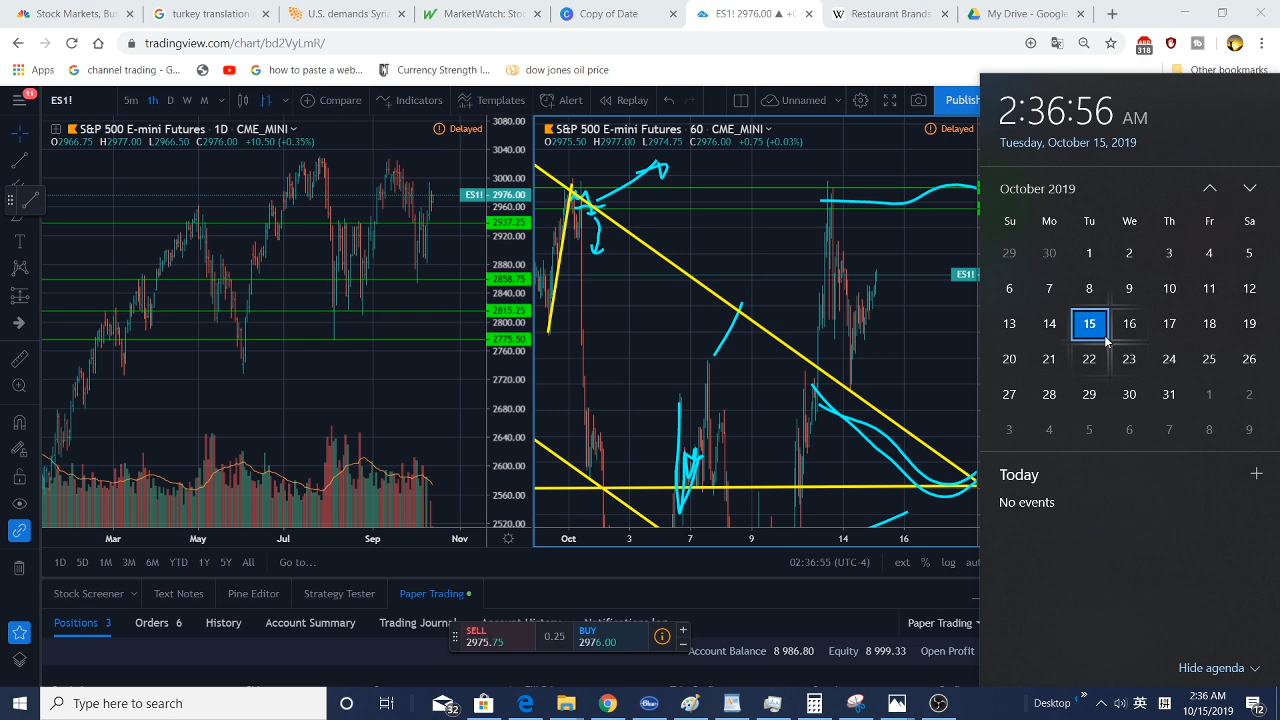 U.S. Stock Markets, Bu
turkey translation
U.S. demands Syria
MarketWatch: Stoc
Copy of Date
ES1! 2976.00 ▲ +0
Restaurant Brands
My Drive - Google
tradingview.com/chart/bd2VyLmR/
318
Apps
channel trading - G...
how to paste a web...
Currency Strength I...
dow jones oil price
Other bookmarks
11
ES1!
5m 1h D W M
Compare
Indicators
Templates
Alert
Replay
Unnamed
Publish
S&P 500 E-mini Futures · 1D · CME_MINI
Delayed
O2966.75 H2977.00 L2966.50 C2976.00 +10.50 (+0.35%)
3080.00
3040.00
3000.00
ES1! 2976.00
2960.00
2937.25
2920.00
2880.00
2858.75
2840.00
2815.25
2800.00
2775.50
2760.00
2720.00
2680.00
2640.00
2600.00
2560.00
2520.00
Mar May Jul Sep Nov
S&P 500 E-mini Futures · 60 · CME_MINI
Delayed
O2975.50 H2977.00 L2974.75 C2976.00 +0.75 (+0.03%)
ES1!
Oct 3 7 9 14 16
1D 5D 1M 3M 6M YTD 1Y 5Y All Go to...
02:36:55 (UTC-4) ext % log aut
Stock Screener Text Notes Pine Editor Strategy Tester Paper Trading
Positions 3 Orders 6 History Account Summary Trading Journal
Paper Trading
SELL
2975.75
0.25
BUY
2976.00
Account Balance 8 986.80 Equity 8 999.33 Open Profit
2:36:56 AM
Tuesday, October 15, 2019
October 2019
Su Mo Tu We Th Fr Sa
29 30 1 2 3 4 5
6 7 8 9 10 11 12
13 14 15 16 17 18 19
20 21 22 23 24 25 26
27 28 29 30 31 1 2
3 4 5 6 7 8 9
Today
No events
Hide agenda
Type here to search
32
Blue
Desktop
英
拼
2:36 AM
10/15/2019
12